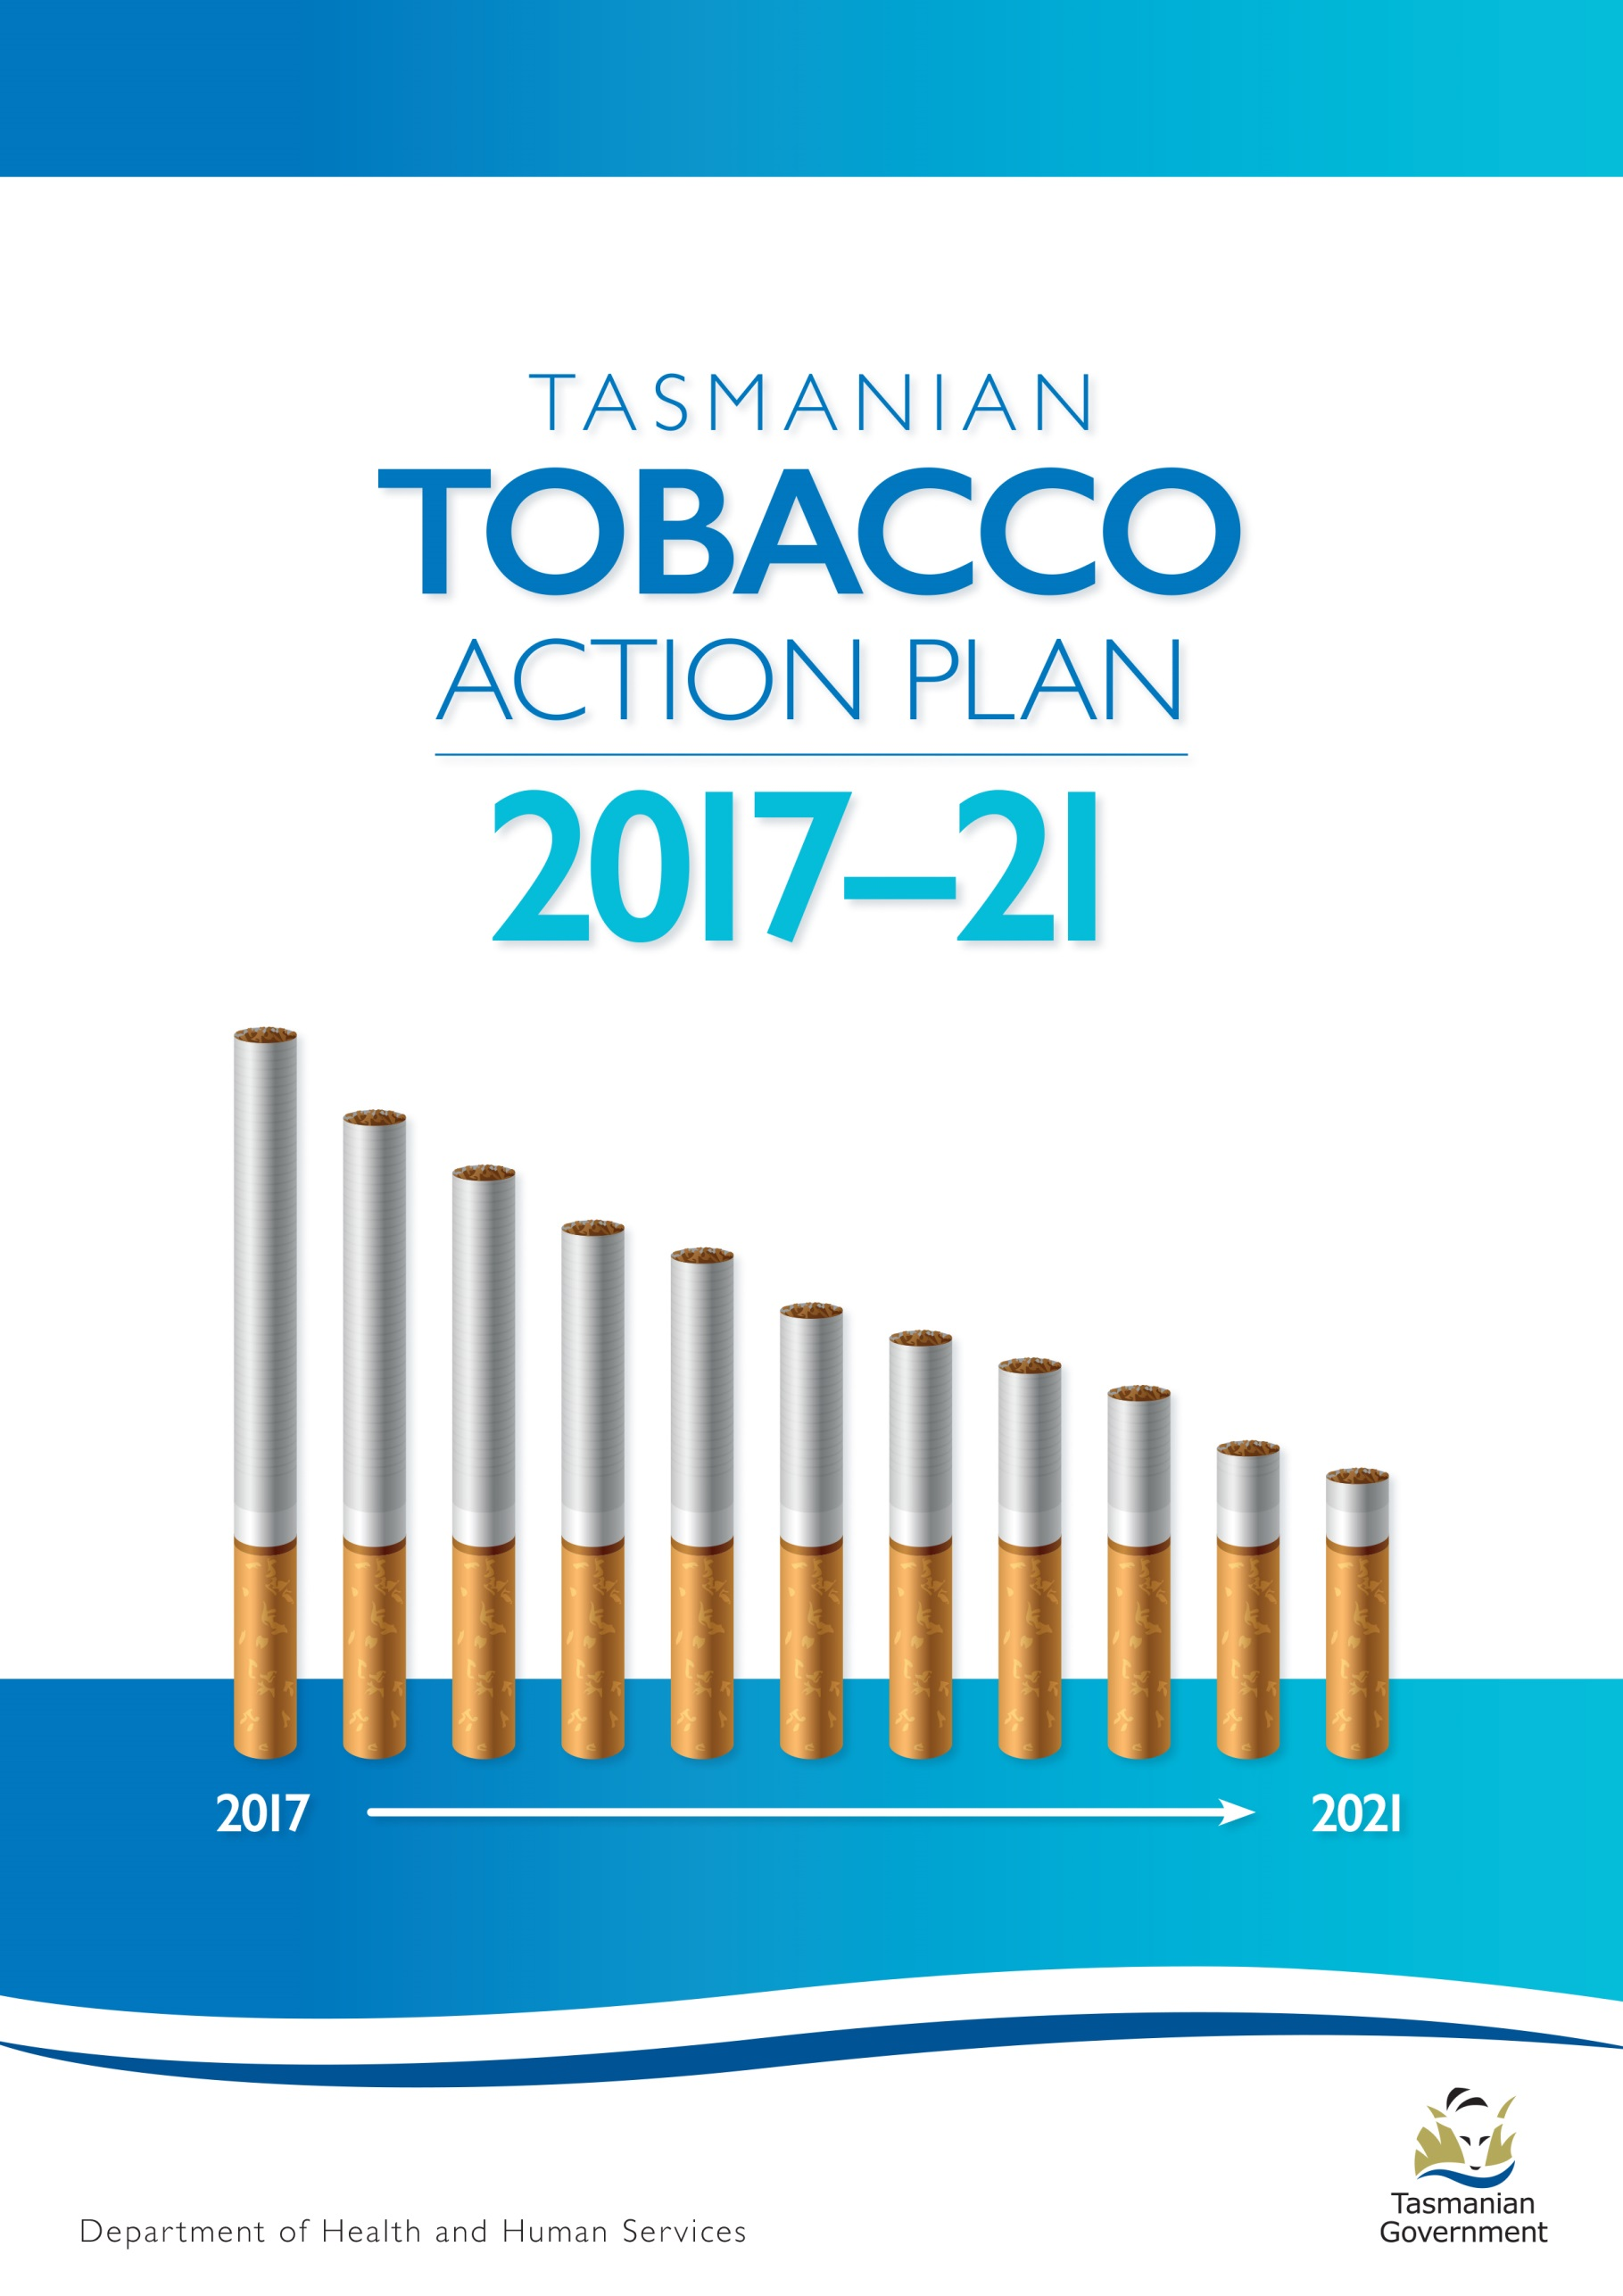 TASMANIAN
TOBACCO
ACTION PLAN
2017–21
2017
2021
Department of Health and Human Services
Tasmanian
Government